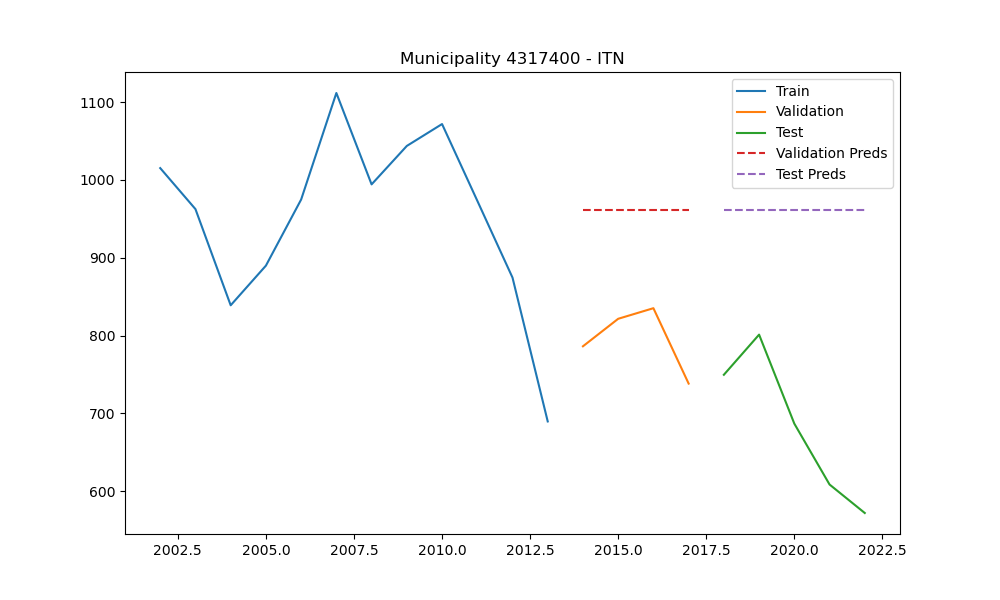 Municipality 4317400 - ITN
Train
Validation
Test
Validation Preds
Test Preds
1100
1000
900
800
700
600
2002.5 2005.0 2007.5 2010.0 2012.5 2015.0 2017.5 2020.0 2022.5